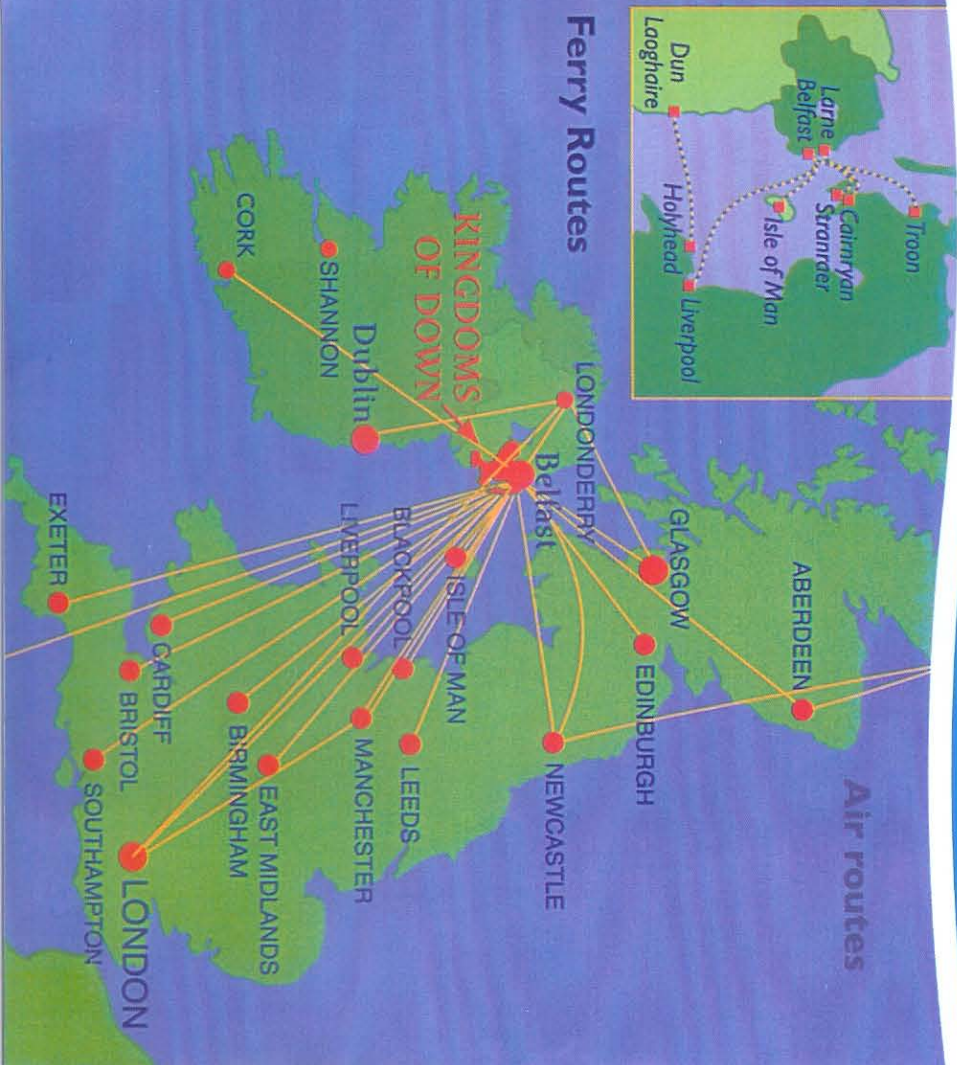 Troon
Cairnryan
Stranraer
Larne
Belfast
Isle of Man
Dun
Laoghaire
Holyhead
Liverpool
Ferry Routes
Air routes
ABERDEEN
GLASGOW
EDINBURGH
LONDONDERRY
Belfast
NEWCASTLE
KINGDOMS
OF DOWN
ISLE OF MAN
BLACKPOOL
LEEDS
Dublin
LIVERPOOL
MANCHESTER
SHANNON
EAST MIDLANDS
BIRMINGHAM
CORK
CARDIFF
BRISTOL
LONDON
SOUTHAMPTON
EXETER